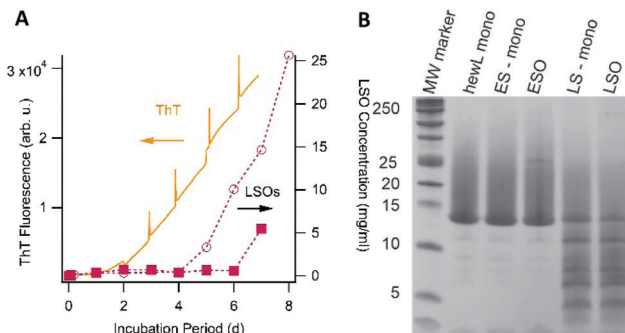 A
B
ThT Fluorescence (arb. u.)
3 x10⁴
2
1
ThT
LSOs
25
20
15
10
5
0
LSO Concentration (mg/ml)
0
2
4
6
8
Incubation Period (d)
MW marker
hewL mono
ES - mono
ESO
LS - mono
LSO
250
25
20
15
10
5